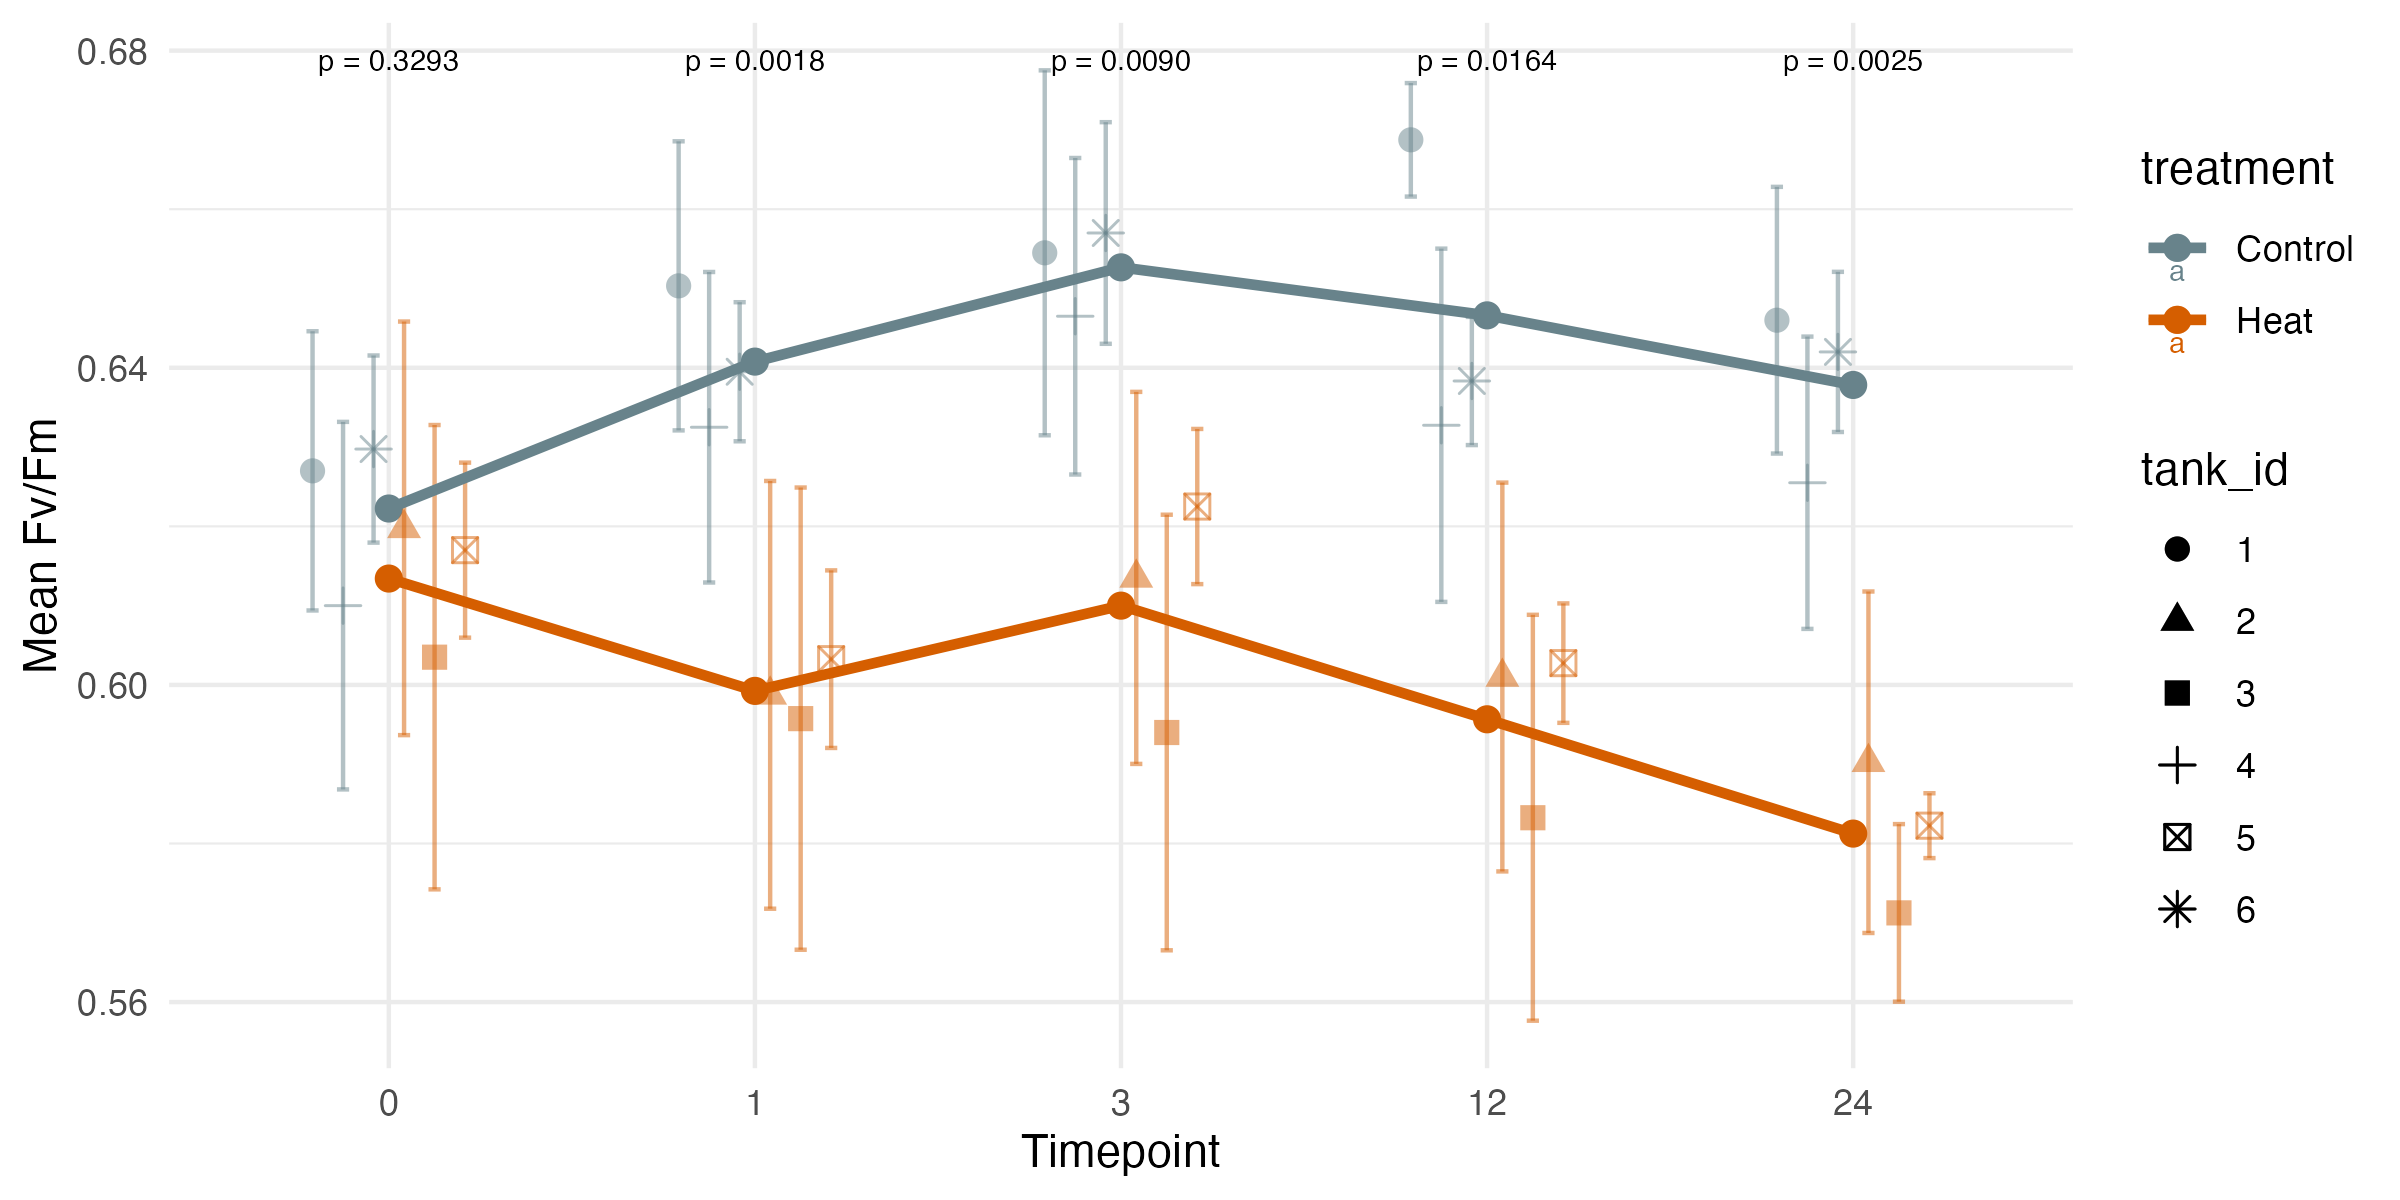 p = 0.3293 p = 0.0018 p = 0.0090 p = 0.0164 p = 0.0025
0.68
0.64
0.60
0.56
Mean Fv/Fm
0 1 3 12 24
Timepoint
treatment
Control
a
Heat
a
tank_id
1
2
3
4
5
6